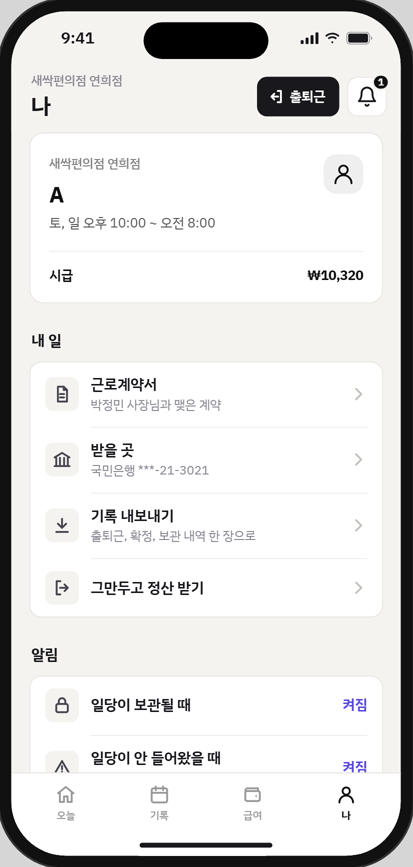 9:41
새싹편의점 연희점
나
출퇴근
1
새싹편의점 연희점
A
토, 일 오후 10:00 ~ 오전 8:00
시급
₩10,320
내 일
근로계약서
박정민 사장님과 맺은 계약
받을 곳
국민은행 ***-21-3021
기록 내보내기
출퇴근, 확정, 보관 내역 한 장으로
그만두고 정산 받기
알림
일당이 보관될 때
켜짐
일당이 안 들어왔을 때
켜짐
오늘
기록
급여
나